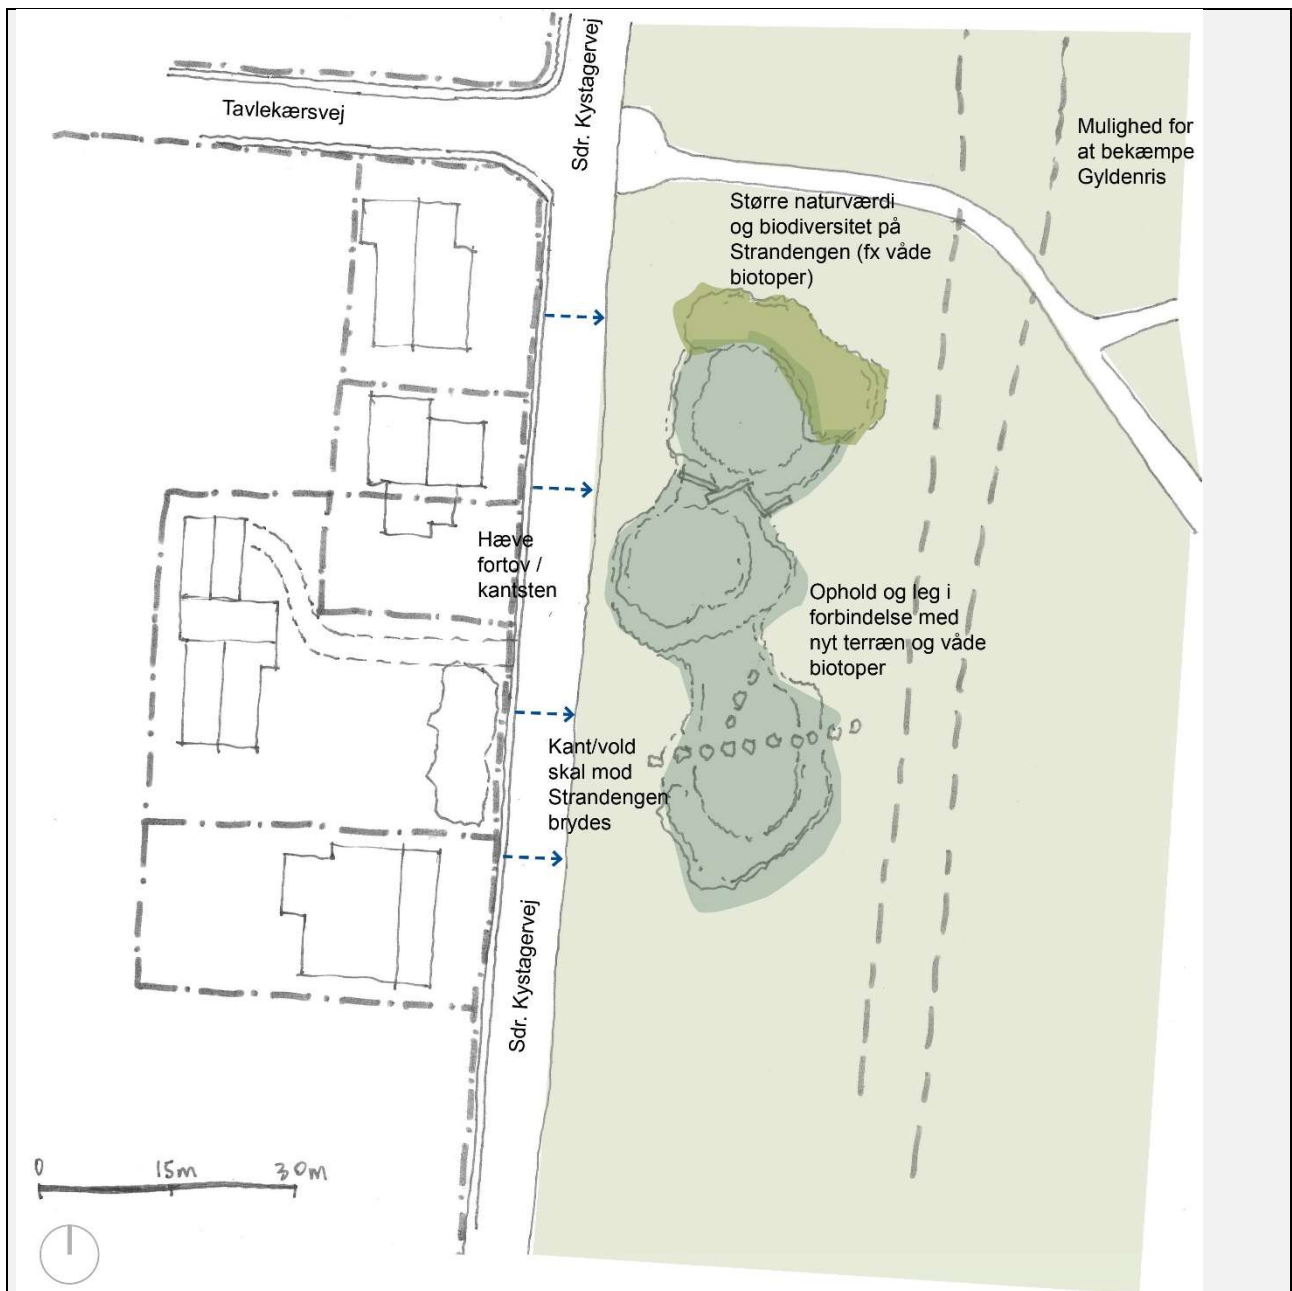 Sdr. Kystagervej
Tavlekærsvej
Mulighed for
at bekæmpe
Gyldenris
Større naturværdi
og biodiversitet på
Strandengen (fx våde
biotoper)
Hæve
fortov /
kantsten
Ophold og leg i
forbindelse med
nyt terræn og våde
biotoper
Kant/vold
skal mod
Strandengen
brydes
Sdr. Kystagervej
0 15m 30m